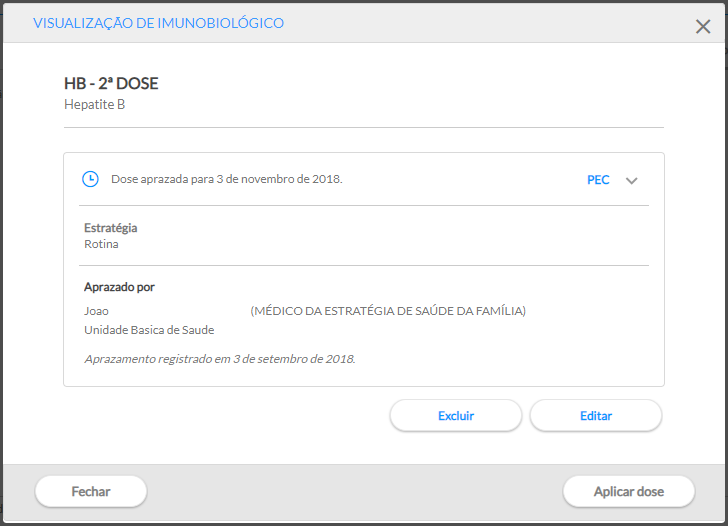 VISUALIZAÇÃO DE IMUNOBIOLÓGICO
HB - 2ª DOSE
Hepatite B
Dose aprazada para 3 de novembro de 2018. PEC
Estratégia
Rotina
Aprazado por
Joao (MÉDICO DA ESTRATÉGIA DE SAÚDE DA FAMÍLIA)
Unidade Basica de Saude
Aprazamento registrado em 3 de setembro de 2018.
Excluir Editar
Fechar Aplicar dose